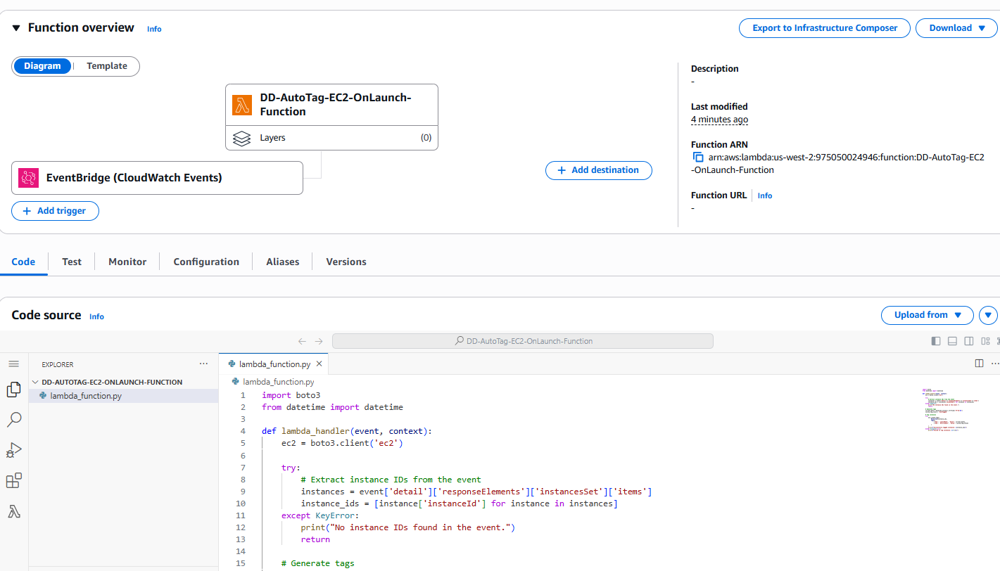 Function overview Info
Export to Infrastructure Composer
Download
Diagram
Template
DD-AutoTag-EC2-OnLaunch-
Function
Layers
(0)
EventBridge (CloudWatch Events)
Add trigger
Add destination
Description
-
Last modified
4 minutes ago
Function ARN
arn:aws:lambda:us-west-2:975050024946:function:DD-AutoTag-EC2
-OnLaunch-Function
Function URL Info
-
Code Test Monitor Configuration Aliases Versions
Code source Info
Upload from
DD-AutoTag-EC2-OnLaunch-Function
EXPLORER
DD-AUTOTAG-EC2-ONLAUNCH-FUNCTION
lambda_function.py
lambda_function.py
lambda_function.py
1 import boto3
2 from datetime import datetime
3
4 def lambda_handler(event, context):
5 ec2 = boto3.client('ec2')
6
7 try:
8 # Extract instance IDs from the event
9 instances = event['detail']['responseElements']['instancesSet']['items']
10 instance_ids = [instance['instanceId'] for instance in instances]
11 except KeyError:
12 print("No instance IDs found in the event.")
13 return
14
15 # Generate tags